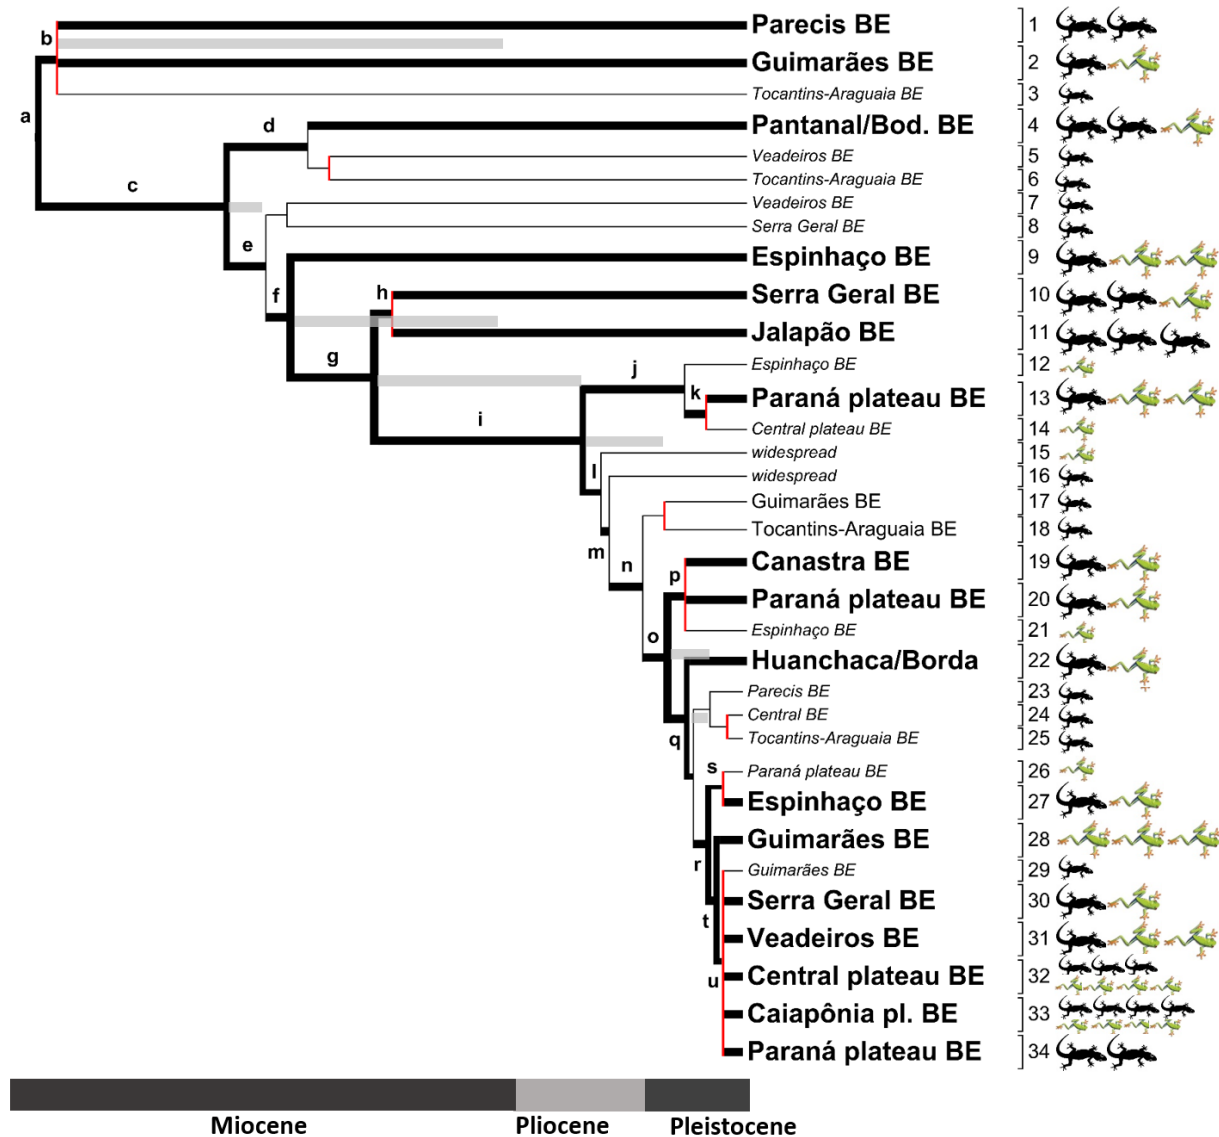 Parecis BE 1
b
Guimarães BE 2
Tocantins-Araguaia BE 3
a
d
Pantanal/Bod. BE 4
Veadeiros BE 5
c
Tocantins-Araguaia BE 6
Veadeiros BE 7
Serra Geral BE 8
e
Espinhaço BE 9
f
h
Serra Geral BE 10
Jalapão BE 11
g
j
Espinhaço BE 12
k
Paraná plateau BE 13
i
Central plateau BE 14
widespread 15
l
widespread 16
Guimarães BE 17
Tocantins-Araguaia BE 18
m
n
p
Canastra BE 19
Paraná plateau BE 20
Espinhaço BE 21
o
Huanchaca/Borda 22
Parecis BE 23
Central BE 24
q
Tocantins-Araguaia BE 25
s
Paraná plateau BE 26
Espinhaço BE 27
Guimarães BE 28
r
Guimarães BE 29
Serra Geral BE 30
t
Veadeiros BE 31
u
Central plateau BE 32
Caiapônia pl. BE 33
Paraná plateau BE 34
Miocene Pliocene Pleistocene